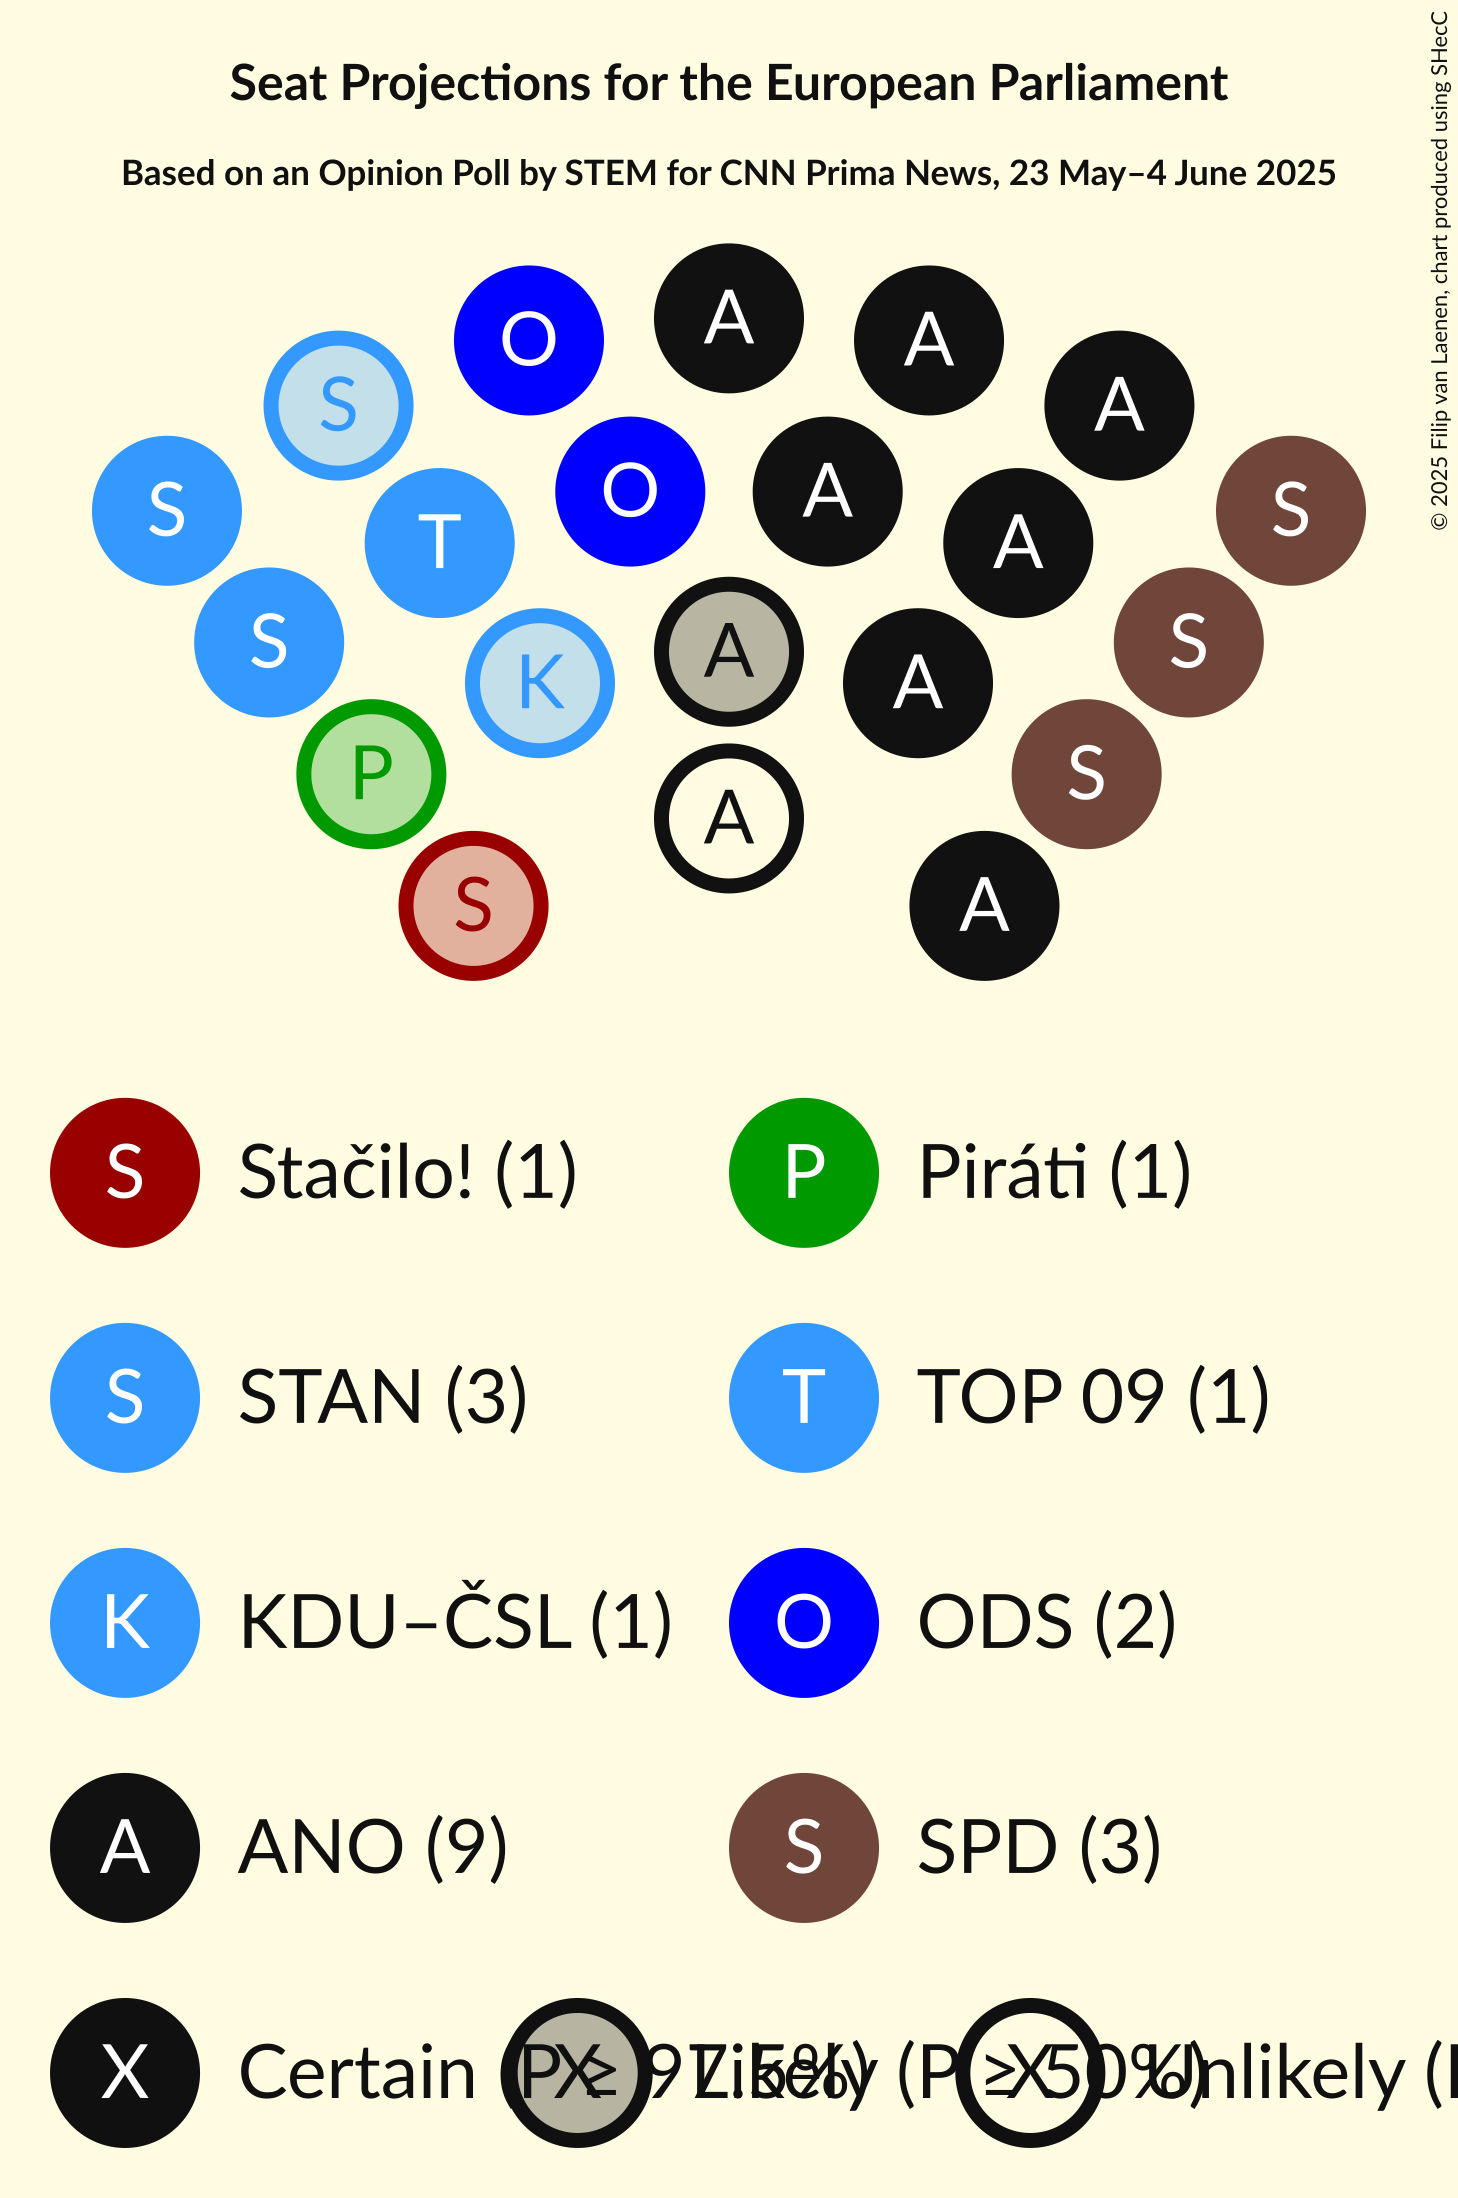 Seat Projections for the European Parliament
Based on an Opinion Poll by STEM for CNN Prima News, 23 May–4 June 2025
© 2025 Filip van Laenen, chart produced using SHecC
A
O A
S A
S O A S
T A
S K A A S
P A S
S A
S Stačilo! (1) P Piráti (1)
S STAN (3) T TOP 09 (1)
K KDU–ČSL (1) O ODS (2)
A ANO (9) S SPD (3)
X Certain (P ≥ 97.5%) X Likely (P ≥ 50%) X Unlikely (